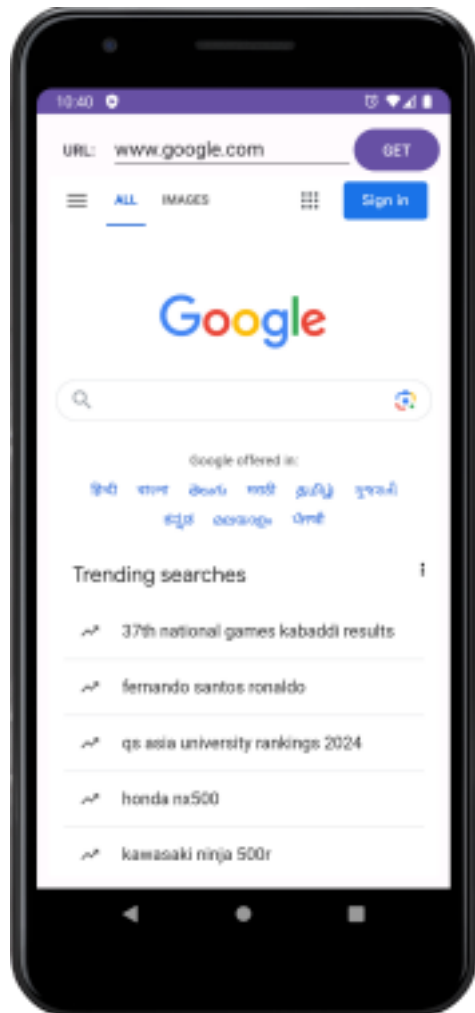 10:40
URL: www.google.com GET
ALL IMAGES Sign in
Google
Google offered in:
हिन्दी বাংলা తెలుగు मराठी தமிழ் ગુજરાતી
ಕನ್ನಡ മലയാളം ਪੰਜਾਬੀ
Trending searches
37th national games kabaddi results
fernando santos ronaldo
qs asia university rankings 2024
honda nx500
kawasaki ninja 500r